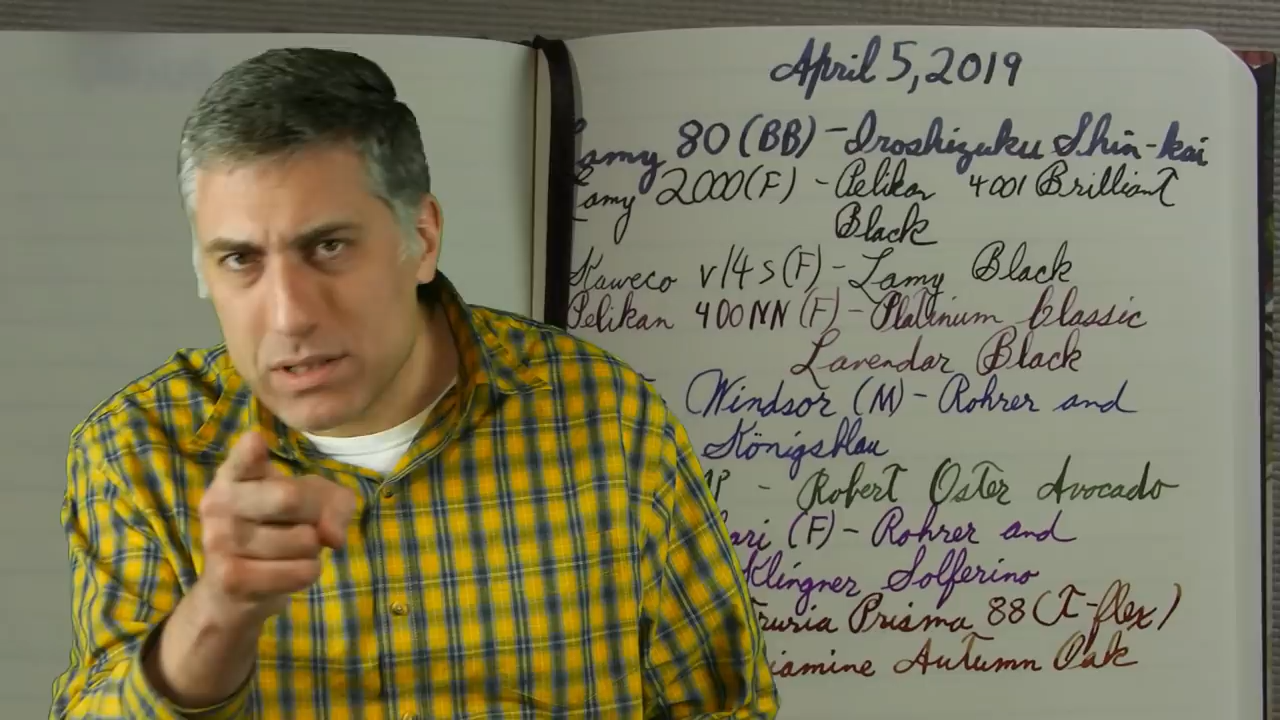 April 5, 2019
Lamy 80 (BB) - Iroshizuku Shin-kai
Lamy 2000 (F) - Pelikan 4001 Brilliant
Black
Kaweco V14 S (F) - Lamy Black
Pelikan 400NN (F) - Platinum Classic
Lavendar Black
Windsor (M) - Rohrer and
Königsblau
- Robert Oster Avocado
(F) - Rohrer and
Klingner Solferino
Prisma 88 (T-flex)
Autumn Oak